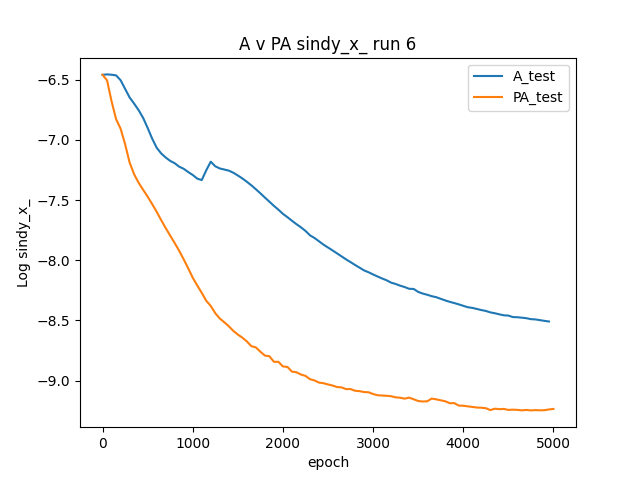 A v PA sindy_x_ run 6
A_test
PA_test
−6.5
−7.0
−7.5
−8.0
−8.5
−9.0
Log sindy_x_
0 1000 2000 3000 4000 5000
epoch